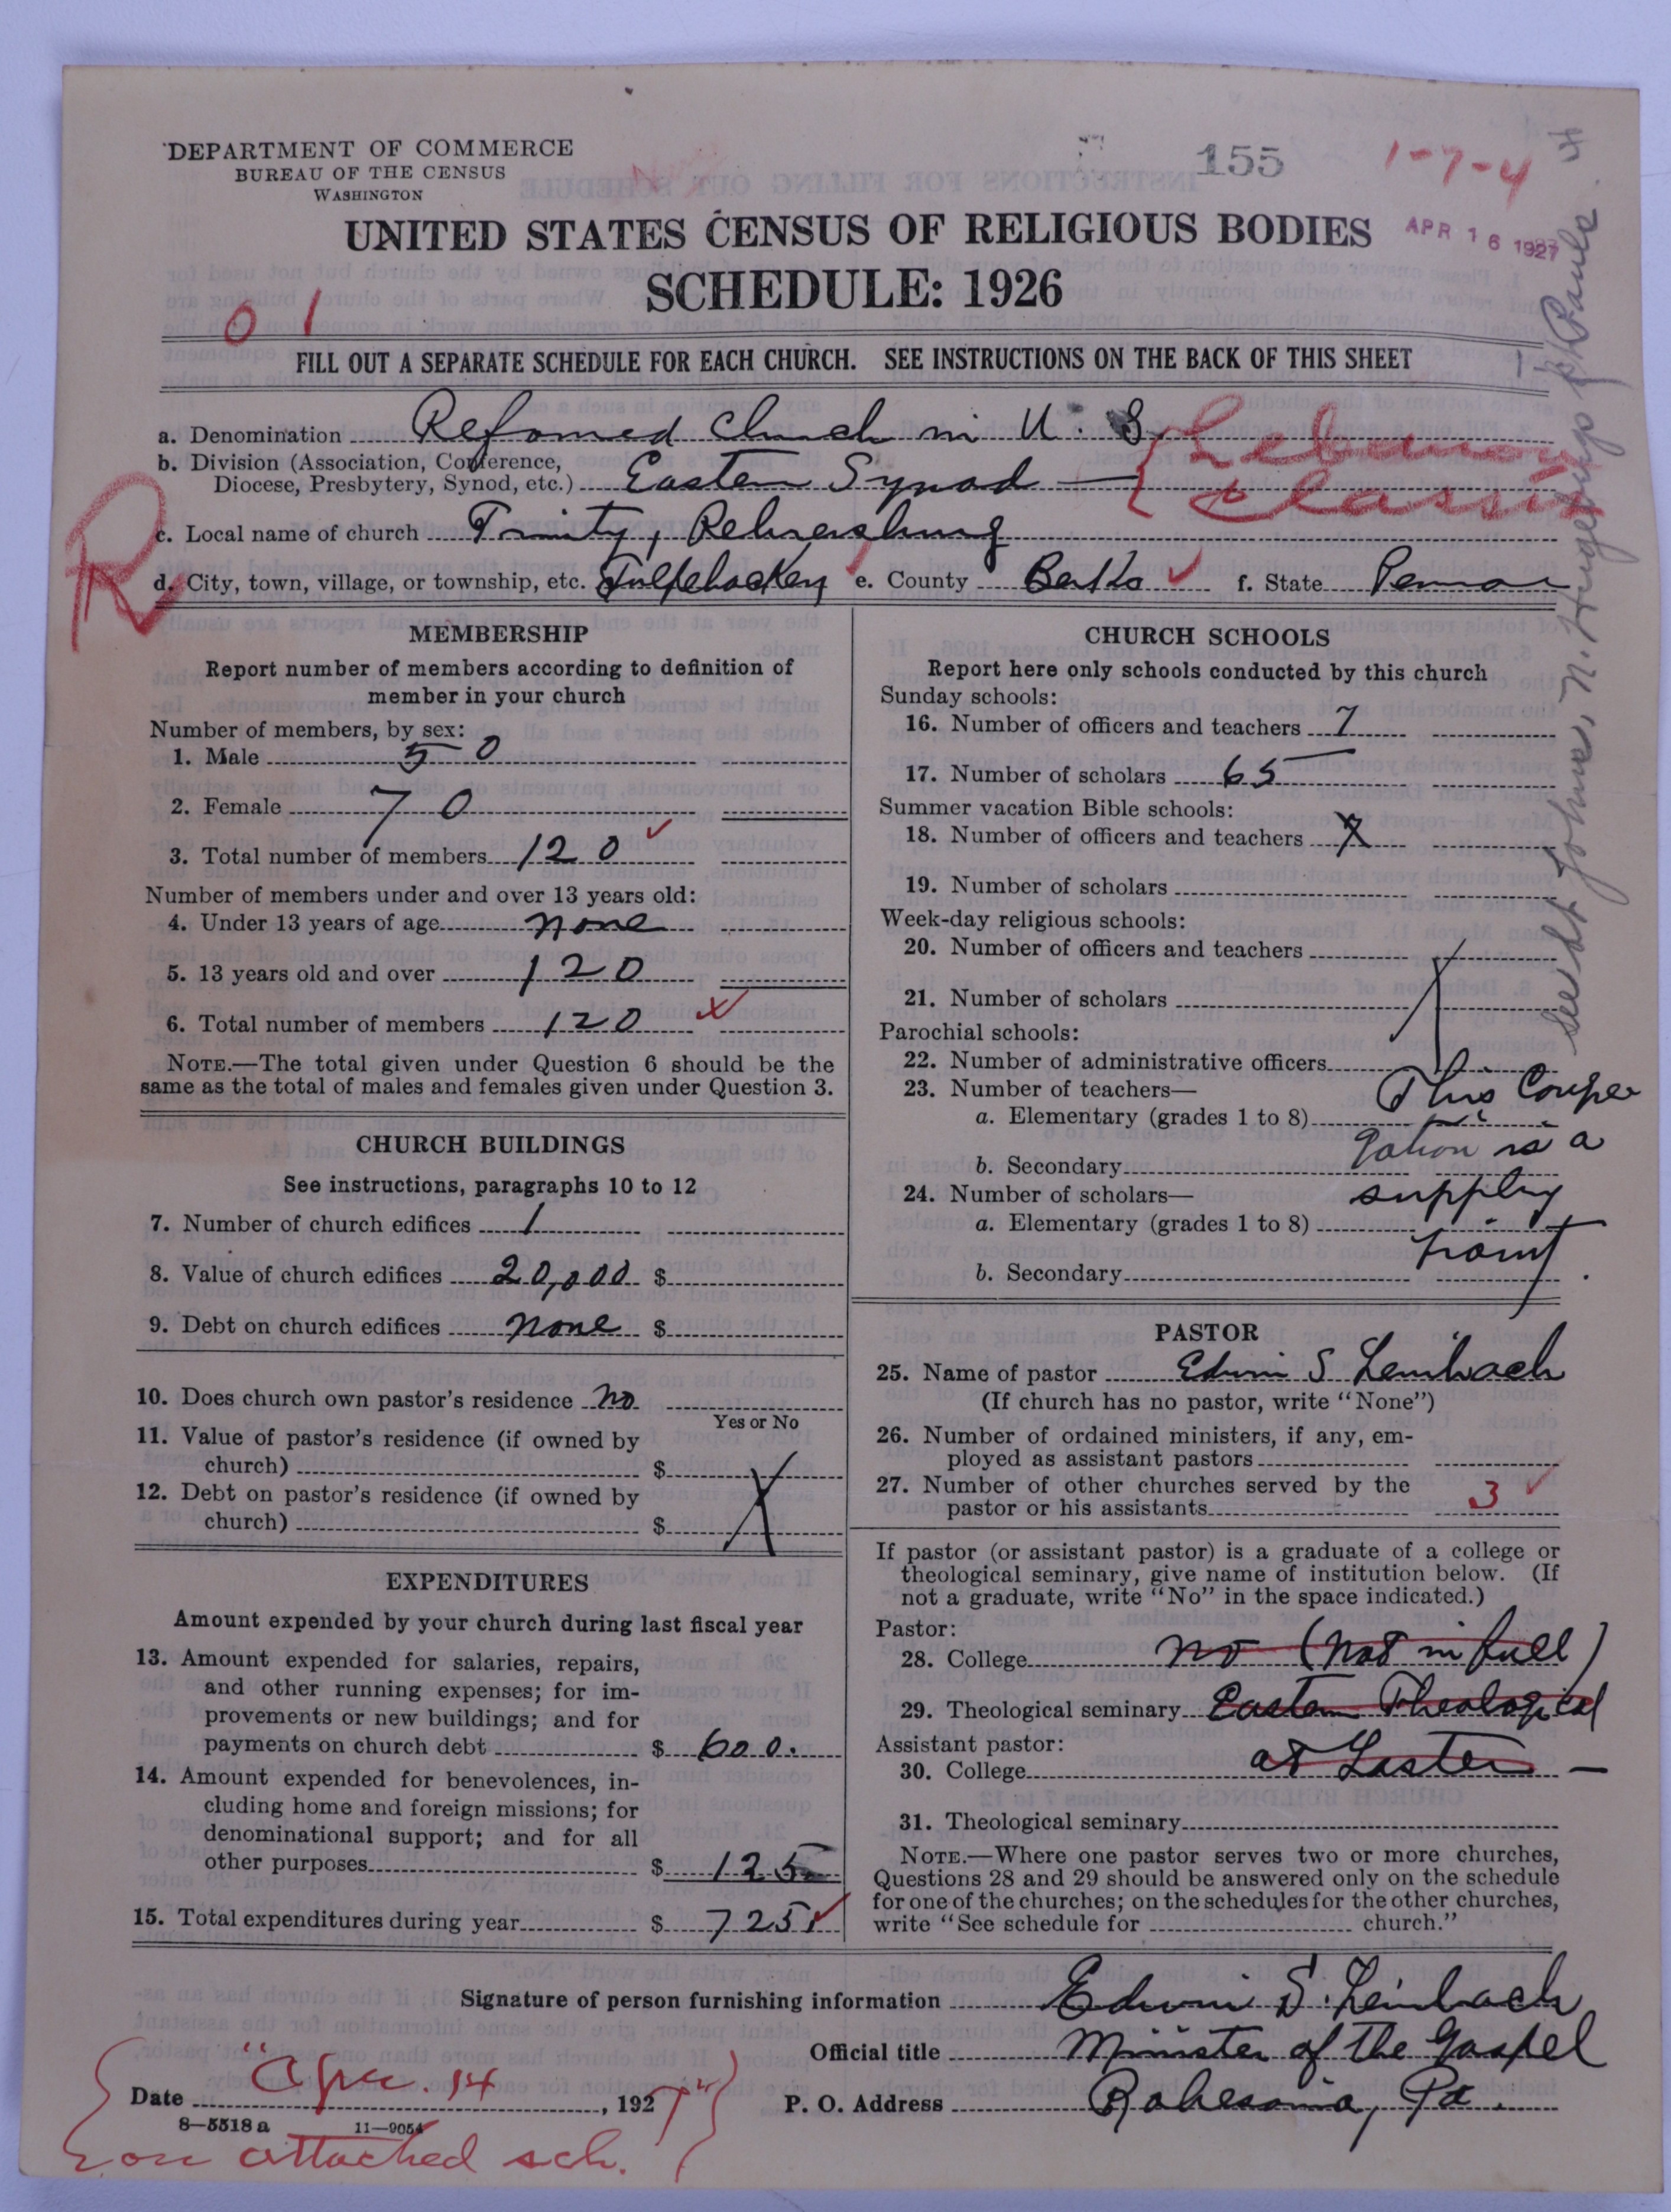 DEPARTMENT OF COMMERCE
BUREAU OF THE CENSUS
WASHINGTON
155
1-7-4
APR 16 1927
UNITED STATES CENSUS OF RELIGIOUS BODIES
SCHEDULE: 1926
0 1
FILL OUT A SEPARATE SCHEDULE FOR EACH CHURCH. SEE INSTRUCTIONS ON THE BACK OF THIS SHEET
a. Denomination Reformed Church in U. S.
b. Division (Association, Conference,
Diocese, Presbytery, Synod, etc.) Eastern Synod — { Lebanon
Classis
R
c. Local name of church Trinity, Rehrersburg
d. City, town, village, or township, etc. Tulpehocken e. County Berks f. State Penna
MEMBERSHIP
Report number of members according to definition of
member in your church
Number of members, by sex:
1. Male 50
2. Female 70
3. Total number of members 120
Number of members under and over 13 years old:
4. Under 13 years of age none
5. 13 years old and over 120
6. Total number of members 120
NOTE.—The total given under Question 6 should be the
same as the total of males and females given under Question 3.
CHURCH BUILDINGS
See instructions, paragraphs 10 to 12
7. Number of church edifices 1
8. Value of church edifices 20,000 $
9. Debt on church edifices none $
10. Does church own pastor's residence no
Yes or No
11. Value of pastor's residence (if owned by
church) $
12. Debt on pastor's residence (if owned by
church) $
X
EXPENDITURES
Amount expended by your church during last fiscal year
13. Amount expended for salaries, repairs,
and other running expenses; for im-
provements or new buildings; and for
payments on church debt $ 600.
14. Amount expended for benevolences, in-
cluding home and foreign missions; for
denominational support; and for all
other purposes $ 125
15. Total expenditures during year $ 725
CHURCH SCHOOLS
Report here only schools conducted by this church
Sunday schools:
16. Number of officers and teachers 7
17. Number of scholars 65
Summer vacation Bible schools:
18. Number of officers and teachers X
19. Number of scholars
Week-day religious schools:
20. Number of officers and teachers
21. Number of scholars
X
Parochial schools:
22. Number of administrative officers
23. Number of teachers—
a. Elementary (grades 1 to 8)
b. Secondary
24. Number of scholars—
a. Elementary (grades 1 to 8)
b. Secondary
This Congre
gation is a
supply
point.
PASTOR
25. Name of pastor Edwin S. Leinbach
(If church has no pastor, write "None")
26. Number of ordained ministers, if any, em-
ployed as assistant pastors
27. Number of other churches served by the
pastor or his assistants 3
If pastor (or assistant pastor) is a graduate of a college or
theological seminary, give name of institution below. (If
not a graduate, write "No" in the space indicated.)
Pastor:
28. College no (not in full)
29. Theological seminary Eastern Theological
Assistant pastor:
30. College at Laster —
31. Theological seminary
NOTE.—Where one pastor serves two or more churches,
Questions 28 and 29 should be answered only on the schedule
for one of the churches; on the schedules for the other churches,
write "See schedule for church."
See St Johns, N. Hugelburgs St Pauls
Signature of person furnishing information Edwin S. Leinbach
Official title Minister of the Gospel
Date "Apr. 14, 1927"
P. O. Address Robesonia, Pa.
8—5518 a 11—9054
on attached sch.